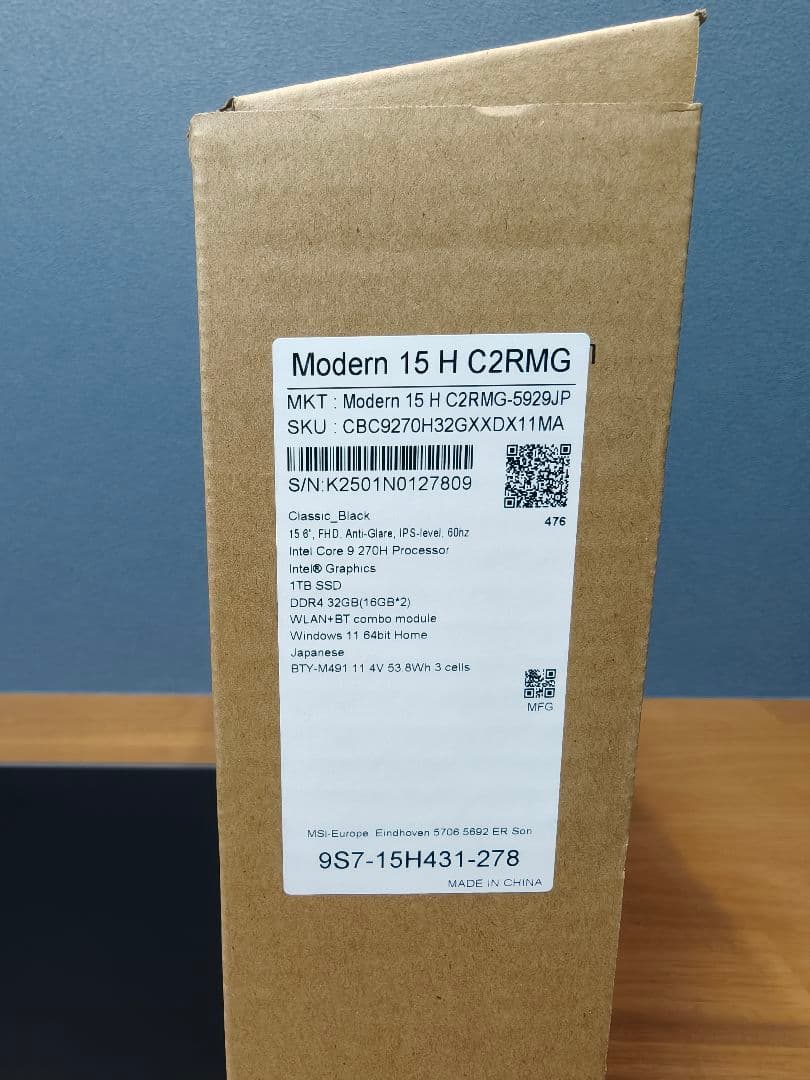 Modern 15 H C2RMG
MKT : Modern 15 H C2RMG-5929JP
SKU : CBC9270H32GXXDX11MA
S/N:K2501N0127809
476
Classic_Black
15.6", FHD, Anti-Glare, IPS-level, 60hz
Intel Core 9 270H Processor
Intel® Graphics
1TB SSD
DDR4 32GB(16GB*2)
WLAN+BT combo module
Windows 11 64bit Home
Japanese
BTY-M491 11.4V 53.8Wh 3 cells
MFG
MSI-Europe Eindhoven 5706 5692 ER Son
9S7-15H431-278
MADE IN CHINA